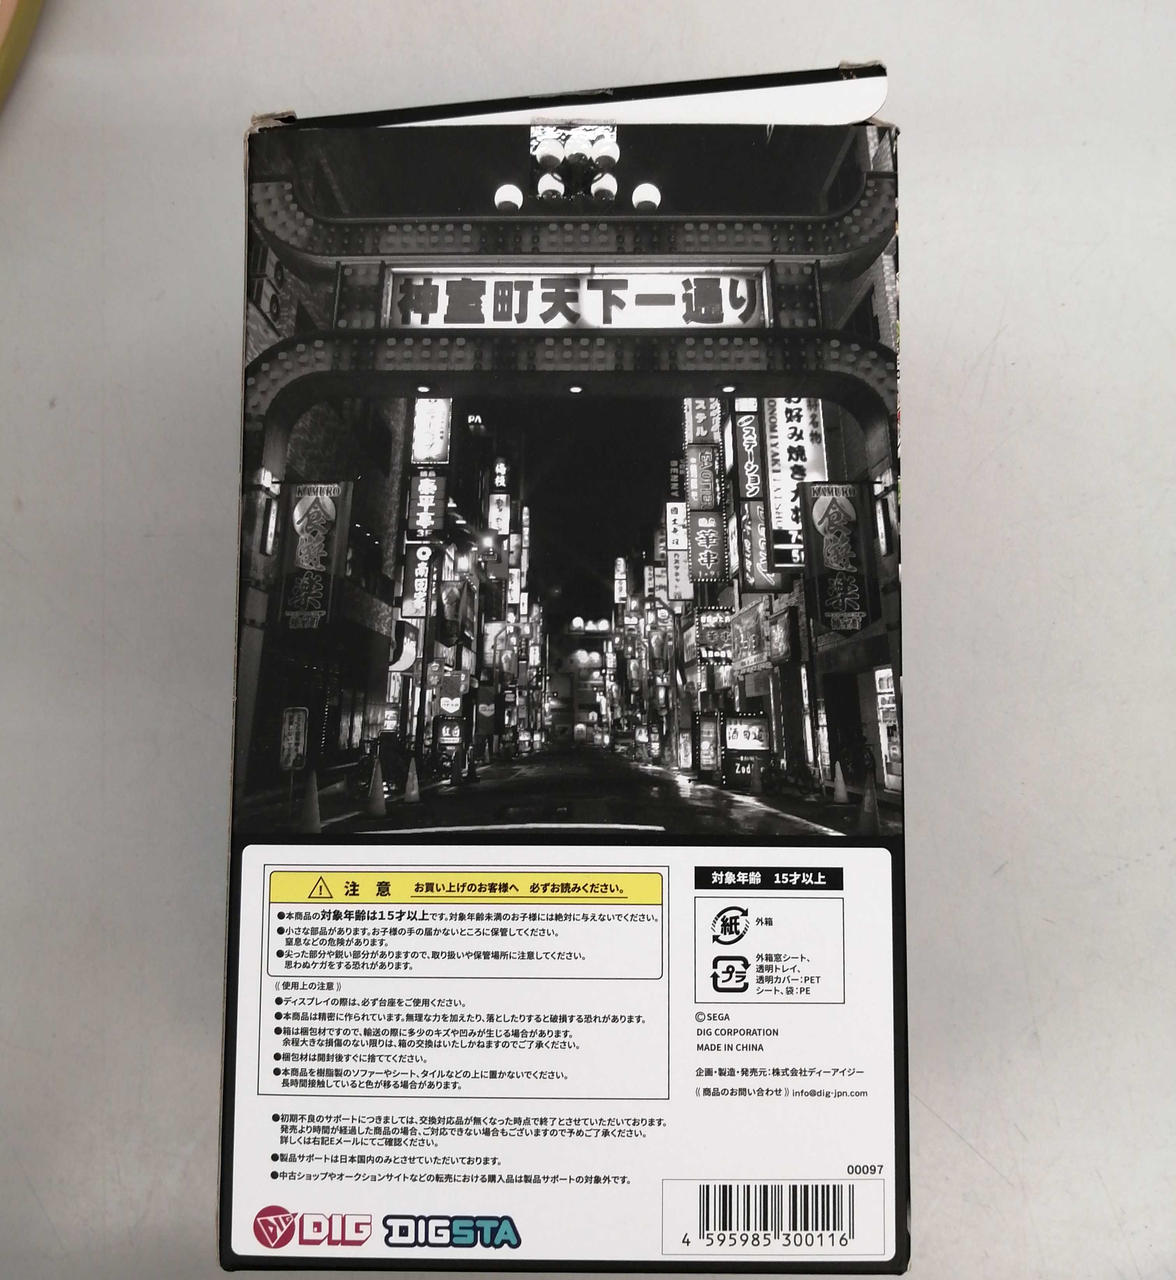 神室町天下一通り
PA
ステル
ステーション
お好み焼き
名物
BENNY
3F
KAMURO
KAMURO
Zed
注 意 お買い上げのお客様へ 必ずお読みください。
●本商品の対象年齢は15才以上です。対象年齢未満のお子様には絶対に与えないでください。
●小さな部品があります。お子様の手の届かないところに保管してください。
窒息などの危険があります。
●尖った部分や鋭い部分がありますので、取り扱いや保管場所に注意してください。
思わぬケガをする恐れがあります。
《使用上の注意》
●ディスプレイの際は、必ず台座をご使用ください。
●本商品は精密に作られています。無理な力を加えたり、落としたりすると破損する恐れがあります。
●箱は梱包材ですので、輸送の際に多少のキズや凹みが生じる場合があります。
余程大きな損傷のない限りは、箱の交換はいたしかねますのでご了承ください。
●梱包材は開封後すぐに捨ててください。
●本商品を樹脂製のソファーやシート、タイルなどの上に置かないでください。
長時間接触していると色が移る場合があります。
●初期不良のサポートにつきましては、交換対応品が無くなった時点で終了とさせていただいております。
発売より時間が経過した商品の場合、ご対応できない場合もございますので予めご了承ください。
詳しくは右記Eメールにてご確認ください。
●製品サポートは日本国内のみとさせていただいております。
●中古ショップやオークションサイトなどの転売における購入品は製品サポートの対象外です。
DIG DIG DIGSTA
対象年齢 15才以上
紙 外箱
プラ 外箱窓シート、
透明トレイ、
透明カバー:PET
シート、袋:PE
©SEGA
DIG CORPORATION
MADE IN CHINA
企画・製造・発売元:株式会社ディーアイジー
《商品のお問い合わせ》info@dig-jpn.com
00097
4 595985 300116